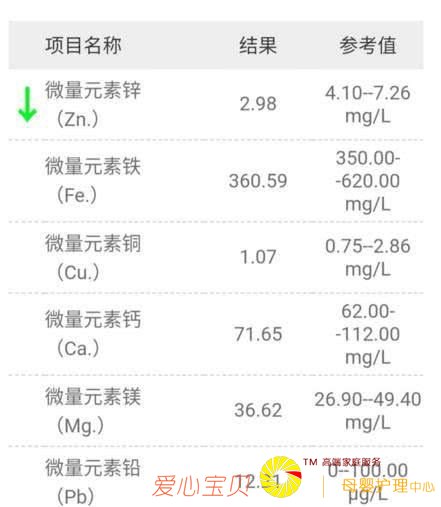 项目名称 结果 参考值
微量元素锌 4.10--7.26
(Zn.) 2.98 mg/L
微量元素铁 350.00-
(Fe.) 360.59 -620.00
mg/L
微量元素铜 0.75--2.86
(Cu.) 1.07 mg/L
微量元素钙 62.00-
(Ca.) 71.65 -112.00
mg/L
微量元素镁 26.90--49.40
(Mg.) 36.62 mg/L
微量元素铅 12.21 0--100.00
(Pb) μg/L
爱心宝贝
TM 高端家庭服务
母婴护理中心